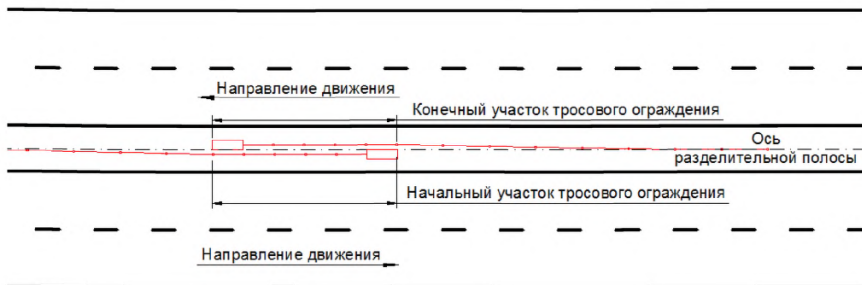 Направление движения
Конечный участок тросового ограждения
Ось
разделительной полосы
Начальный участок тросового ограждения
Направление движения